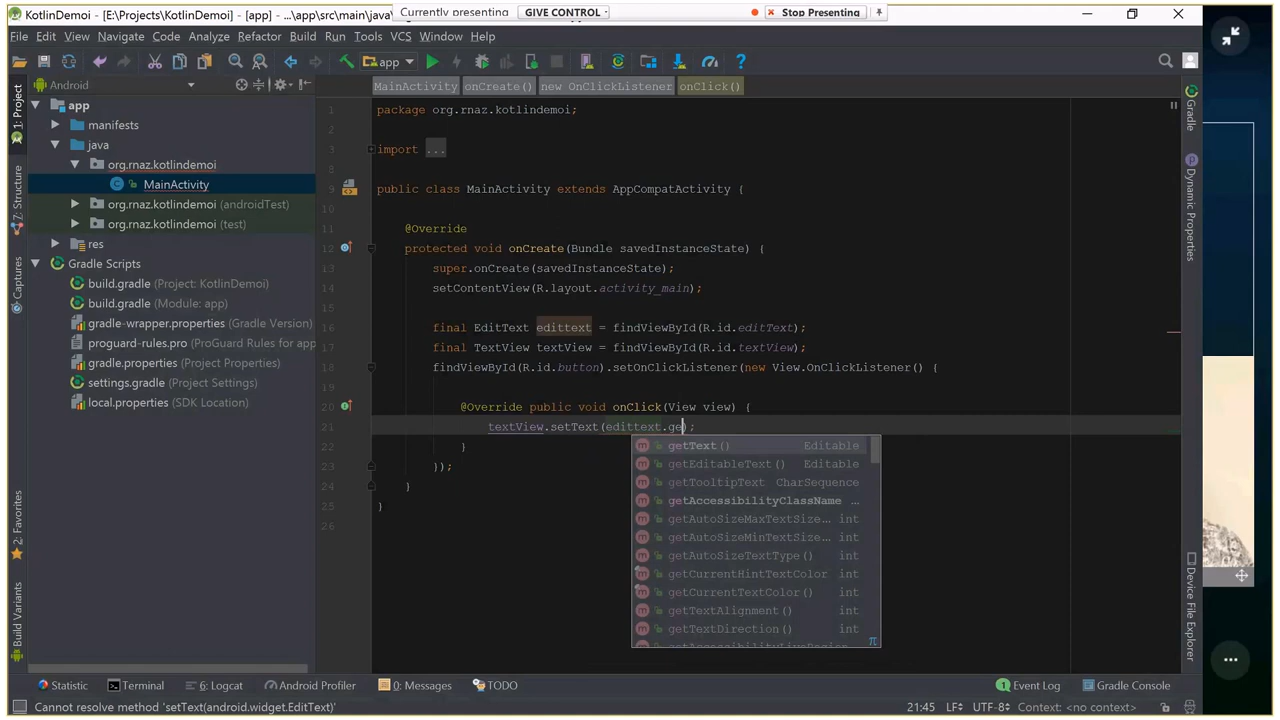 KotlinDemoi [E:\Projects\KotlinDemoi] - [app] - ...\app\src\main\java\
Currently presenting
GIVE CONTROL
Stop Presenting
File Edit View Navigate Code Analyze Refactor Build Run Tools VCS Window Help
app
Android
MainActivity onCreate() new OnClickListener onClick()
1: Project
7: Structure
Captures
2: Favorites
Build Variants
app
manifests
java
org.rnaz.kotlindemoi
MainActivity
org.rnaz.kotlindemoi (androidTest)
org.rnaz.kotlindemoi (test)
res
Gradle Scripts
build.gradle (Project: KotlinDemoi)
build.gradle (Module: app)
gradle-wrapper.properties (Gradle Version)
proguard-rules.pro (ProGuard Rules for app
gradle.properties (Project Properties)
settings.gradle (Project Settings)
local.properties (SDK Location)
1 package org.rnaz.kotlindemoi;
2
3 import ...
8
9 public class MainActivity extends AppCompatActivity {
10
11 @Override
12 protected void onCreate(Bundle savedInstanceState) {
13 super.onCreate(savedInstanceState);
14 setContentView(R.layout.activity_main);
15
16 final EditText edittext = findViewById(R.id.editText);
17 final TextView textView = findViewById(R.id.textView);
18 findViewById(R.id.button).setOnClickListener(new View.OnClickListener() {
19
20 @Override public void onClick(View view) {
21 textView.setText(edittext.ge);
22 }
23 });
24 }
25 }
26
getText() Editable
getEditableText() Editable
getTooltipText CharSequence
getAccessibilityClassName ...
getAutoSizeMaxTextSize... int
getAutoSizeMinTextSize... int
getAutoSizeTextType() int
getCurrentHintTextColor int
getCurrentTextColor() int
getTextAlignment() int
getTextDirection() int
π
Gradle
Dynamic Properties
Device File Explorer
Statistic Terminal 6: Logcat Android Profiler 0: Messages TODO
1 Event Log Gradle Console
Cannot resolve method 'setText(android.widget.EditText)'
21:45 LF÷ UTF-8÷ Context: <no context>